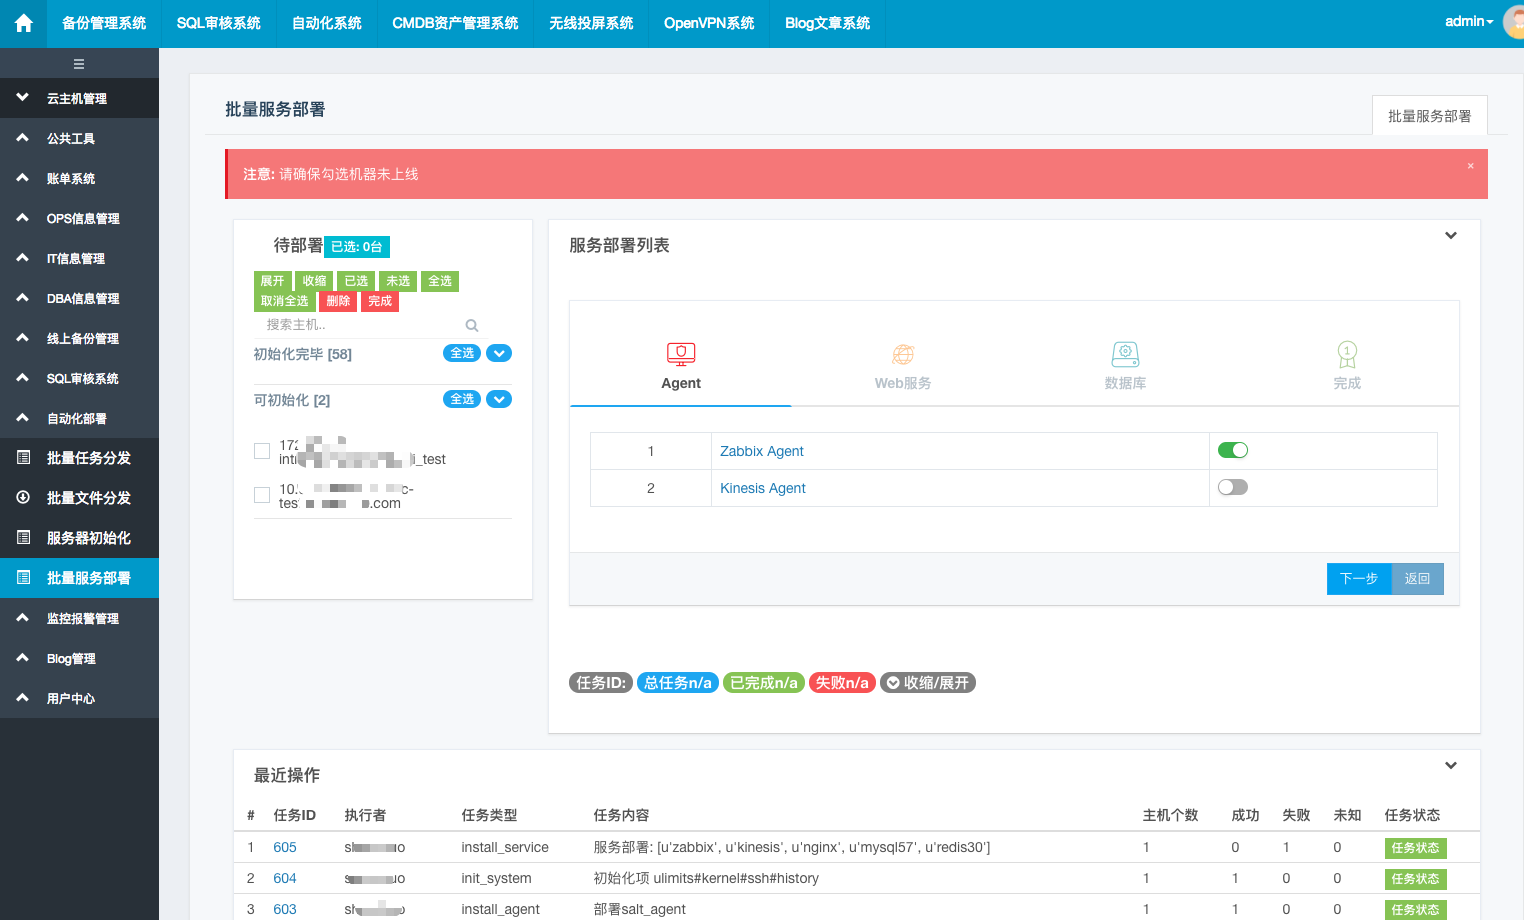 备份管理系统 SQL审核系统 自动化系统 CMDB资产管理系统 无线投屏系统 OpenVPN系统 Blog文章系统 admin
云主机管理
公共工具
账单系统
OPS信息管理
IT信息管理
DBA信息管理
线上备份管理
SQL审核系统
自动化部署
批量任务分发
批量文件分发
服务器初始化
批量服务部署
监控报警管理
Blog管理
用户中心
批量服务部署
批量服务部署
注意: 请确保勾选机器未上线 ×
待部署 已选: 0台
展开 收缩 已选 未选 全选
取消全选 删除 完成
搜索主机..
初始化完毕 [58] 全选
可初始化 [2] 全选
i_test
.com
服务部署列表
Agent Web服务 数据库 1 完成
1 Zabbix Agent
2 Kinesis Agent
下一步 返回
任务ID: 总任务n/a 已完成n/a 失败n/a 收缩/展开
最近操作
# 任务ID 执行者 任务类型 任务内容 主机个数 成功 失败 未知 任务状态
1 605 install_service 服务部署: [u'zabbix', u'kinesis', u'nginx', u'mysql57', u'redis30'] 1 0 1 0 任务状态
2 604 init_system 初始化项 ulimits#kernel#ssh#history 1 1 0 0 任务状态
3 603 install_agent 部署salt_agent 1 1 0 0 任务状态